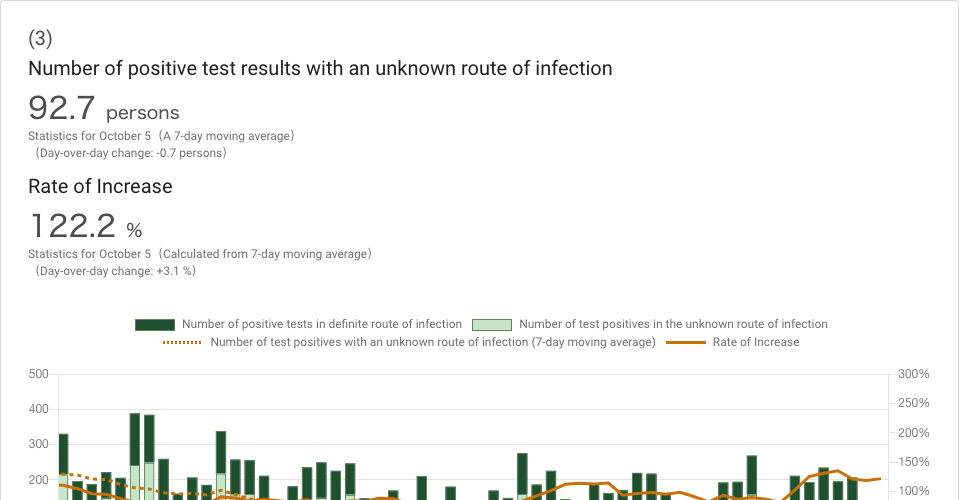 (3)
Number of positive test results with an unknown route of infection
92.7 persons
Statistics for October 5（A 7-day moving average）
（Day-over-day change: -0.7 persons）
Rate of Increase
122.2 %
Statistics for October 5（Calculated from 7-day moving average）
（Day-over-day change: +3.1 %）
Number of positive tests in definite route of infection Number of test positives in the unknown route of infection
Number of test positives with an unknown route of infection (7-day moving average) Rate of Increase
500 300%
250%
400
200%
300
150%
200
100%